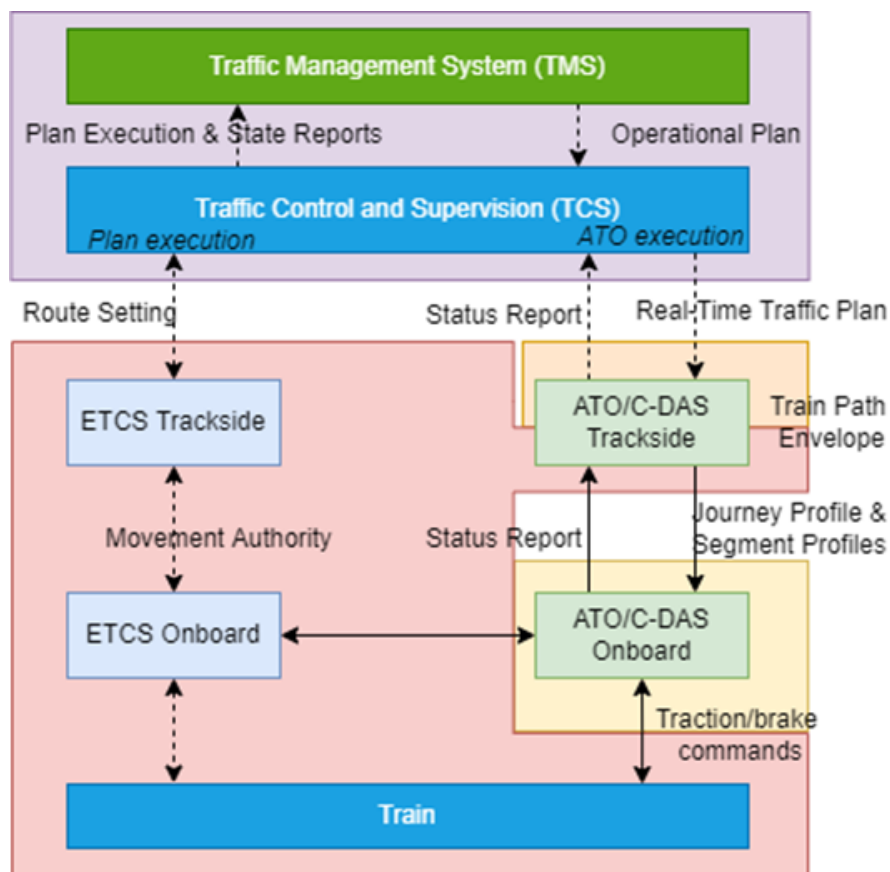 Traffic Management System (TMS)
Plan Execution & State Reports
Operational Plan
Traffic Control and Supervision (TCS)
Plan execution
ATO execution
Route Setting
Status Report
Real-Time Traffic Plan
ETCS Trackside
ATO/C-DAS
Trackside
Train Path
Envelope
Movement Authority
Status Report
Journey Profile &
Segment Profiles
ETCS Onboard
ATO/C-DAS
Onboard
Traction/brake
commands
Train